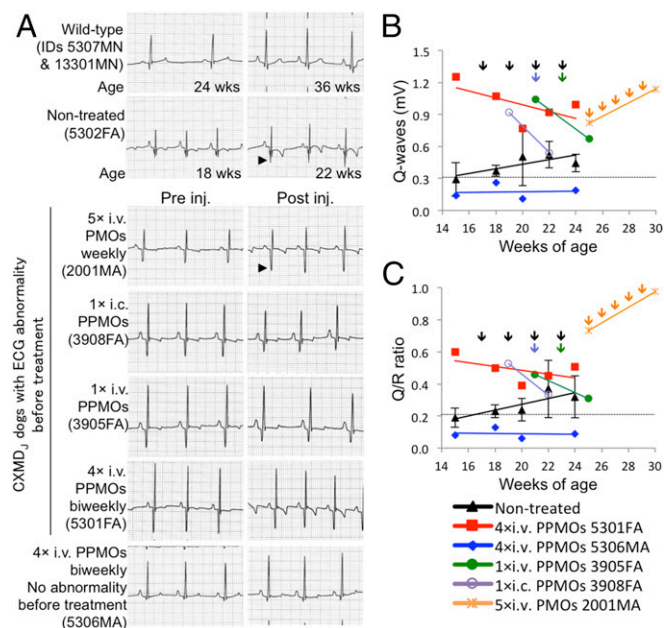 A
Wild-type
(IDs 5307MN
& 13301MN)
Age
24 wks
36 wks
Non-treated
(5302FA)
Age
18 wks
22 wks
Pre inj.
Post inj.
CXMDJ dogs with ECG abnormality
before treatment
5× i.v.
PMOs
weekly
(2001MA)
1× i.c.
PPMOs
(3908FA)
1× i.v.
PPMOs
(3905FA)
4× i.v.
PPMOs
biweekly
(5301FA)
4× i.v. PPMOs
biweekly
No abnormality
before treatment
(5306MA)
B
Q-waves (mV)
1.5
1.2
0.9
0.6
0.3
0.0
14 16 18 20 22 24 26 28 30
Weeks of age
C
Q/R ratio
1.0
0.8
0.6
0.4
0.2
0.0
14 16 18 20 22 24 26 28 30
Weeks of age
Non-treated
4×i.v. PPMOs 5301FA
4×i.v. PPMOs 5306MA
1×i.v. PPMOs 3905FA
1×i.c. PPMOs 3908FA
5×i.v. PMOs 2001MA